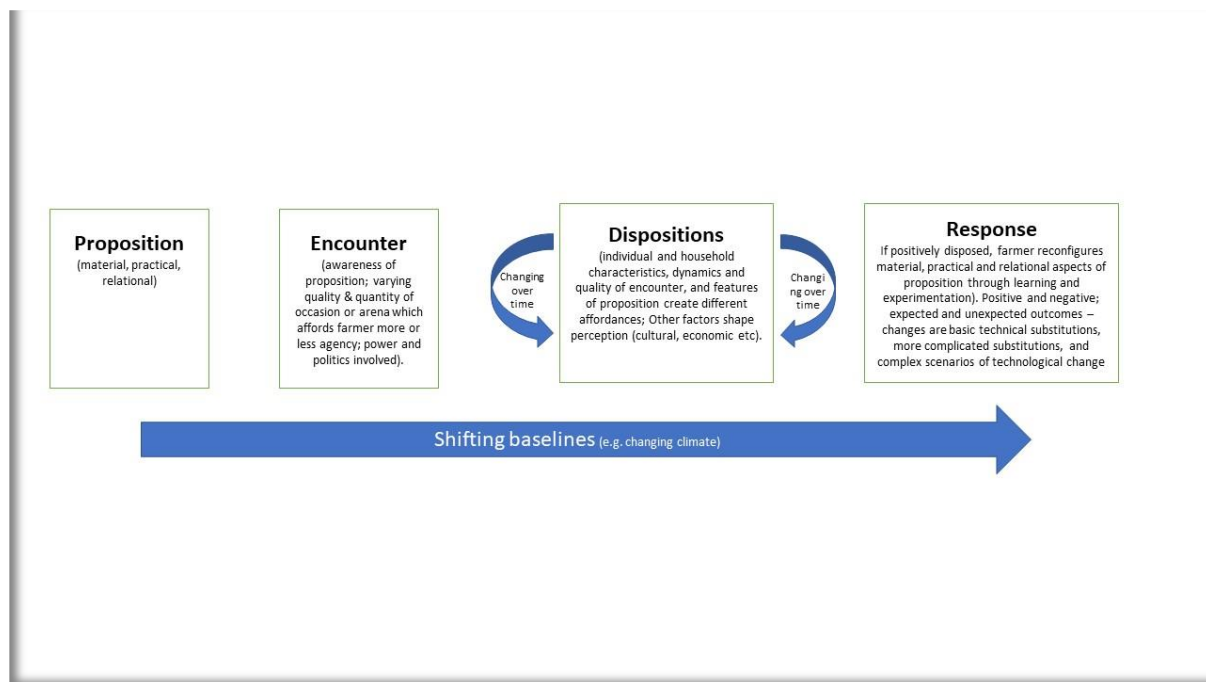 Proposition
(material, practical,
relational)
Encounter
(awareness of
proposition; varying
quality & quantity of
occasion or arena which
affords farmer more or
less agency; power and
politics involved).
Changing
over
time
Dispositions
(individual and household
characteristics, dynamics and
quality of encounter, and features
of proposition create different
affordances; Other factors shape
perception (cultural, economic etc).
Changi
ng over
time
Response
If positively disposed, farmer reconfigures
material, practical and relational aspects of
proposition through learning and
experimentation). Positive and negative;
expected and unexpected outcomes –
changes are basic technical substitutions,
more complicated substitutions, and
complex scenarios of technological change
Shifting baselines (e.g. changing climate)